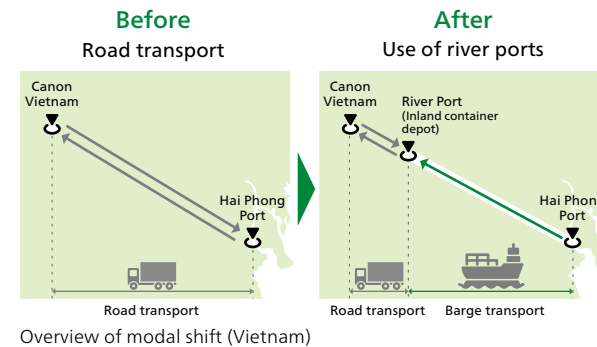 Before
Road transport
Canon
Vietnam
Hai Phong
Port
Road transport
After
Use of river ports
Canon
Vietnam
River Port
(Inland container
depot)
Hai Phon
Port
Road transport
Barge transport
Overview of modal shift (Vietnam)